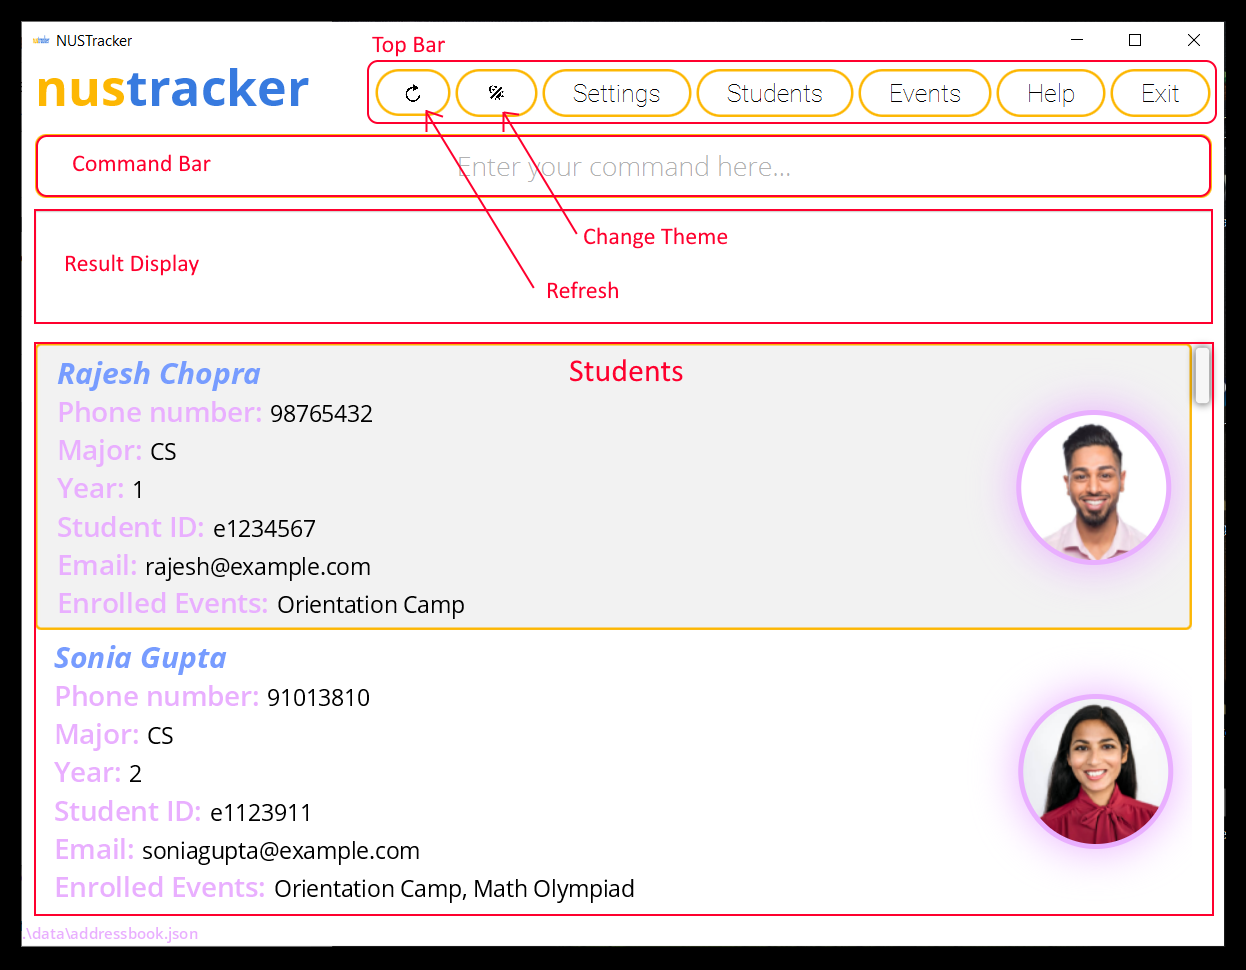 NUSTracker
Top Bar
nustracker
Settings
Students
Events
Help
Exit
Command Bar
Enter your command here...
Change Theme
Result Display
Refresh
Students
Rajesh Chopra
Phone number: 98765432
Major: CS
Year: 1
Student ID: e1234567
Email: rajesh@example.com
Enrolled Events: Orientation Camp
Sonia Gupta
Phone number: 91013810
Major: CS
Year: 2
Student ID: e1123911
Email: soniagupta@example.com
Enrolled Events: Orientation Camp, Math Olympiad
.\data\addressbook.json